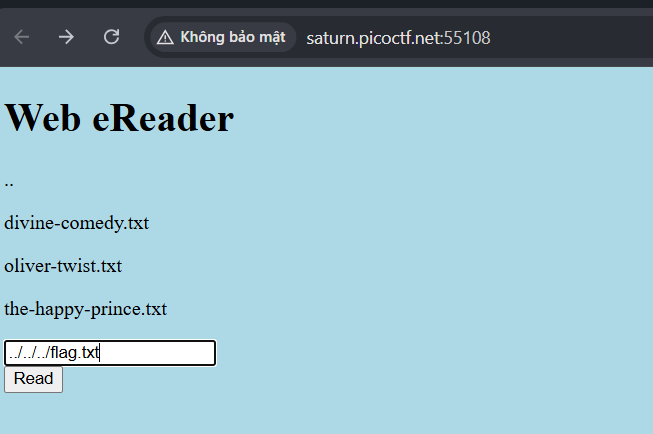 Không bảo mật saturn.picoctf.net:55108
Web eReader
..
divine-comedy.txt
oliver-twist.txt
the-happy-prince.txt
../../../flag.txt
Read